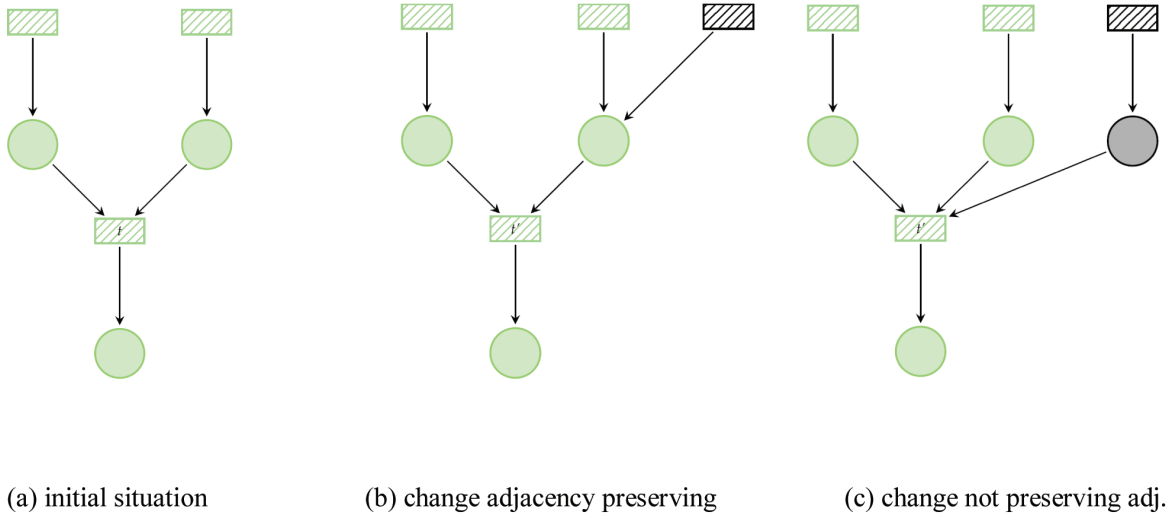 t
t'
t'
(a) initial situation
(b) change adjacency preserving
(c) change not preserving adj.